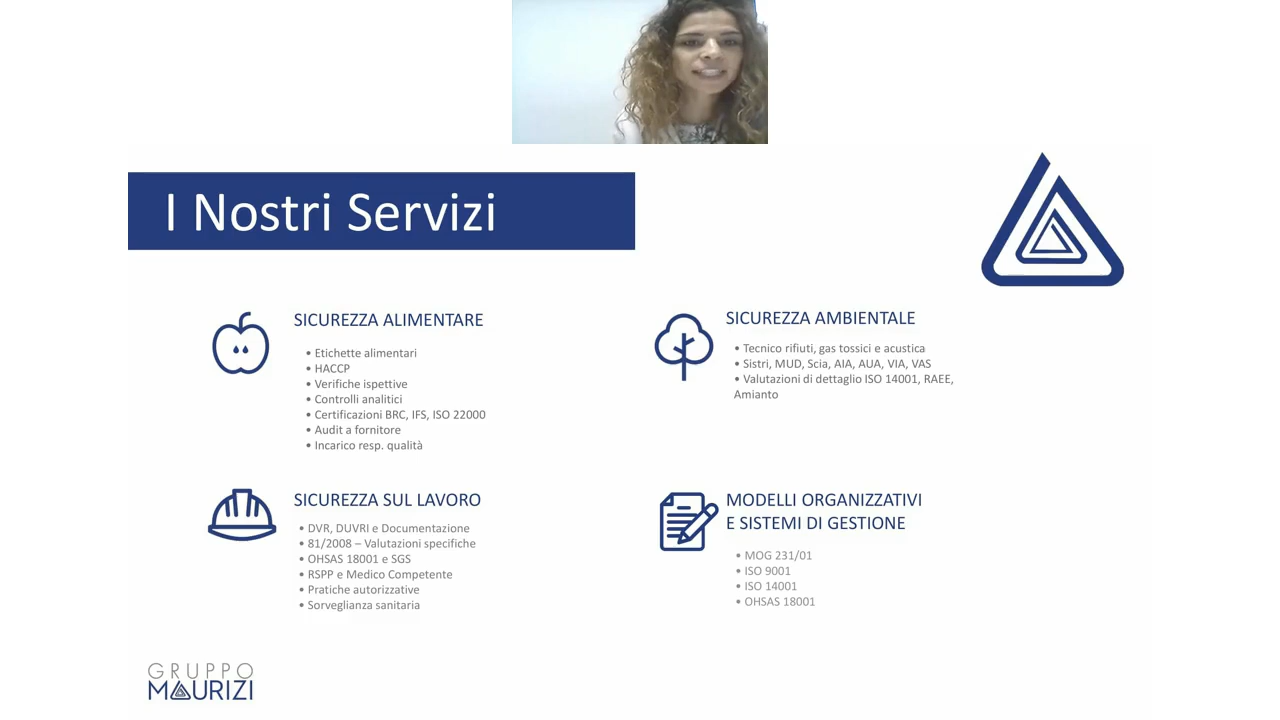 I Nostri Servizi
SICUREZZA ALIMENTARE
• Etichette alimentari
• HACCP
• Verifiche ispettive
• Controlli analitici
• Certificazioni BRC, IFS, ISO 22000
• Audit a fornitore
• Incarico resp. qualità
SICUREZZA AMBIENTALE
• Tecnico rifiuti, gas tossici e acustica
• Sistri, MUD, Scia, AIA, AUA, VIA, VAS
• Valutazioni di dettaglio ISO 14001, RAEE,
Amianto
SICUREZZA SUL LAVORO
• DVR, DUVRI e Documentazione
• 81/2008 – Valutazioni specifiche
• OHSAS 18001 e SGS
• RSPP e Medico Competente
• Pratiche autorizzative
• Sorveglianza sanitaria
MODELLI ORGANIZZATIVI
E SISTEMI DI GESTIONE
• MOG 231/01
• ISO 9001
• ISO 14001
• OHSAS 18001
GRUPPO
MAURIZI